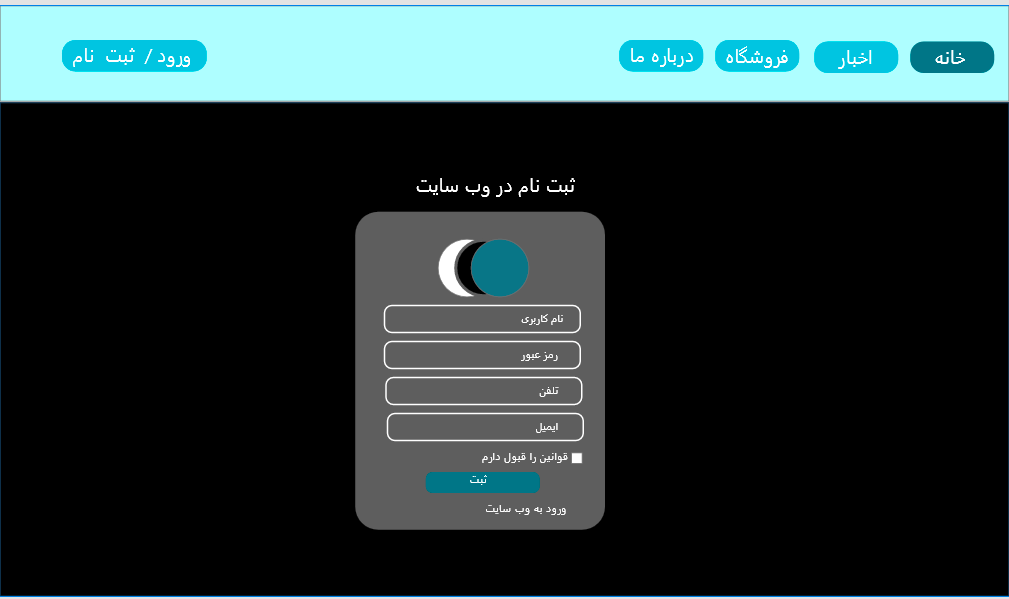 خانه
اخبار
فروشگاه
درباره ما
ورود / ثبت نام
ثبت نام در وب سایت
نام کاربری
رمز عبور
تلفن
ایمیل
قوانین را قبول دارم
ثبت
ورود به وب سایت